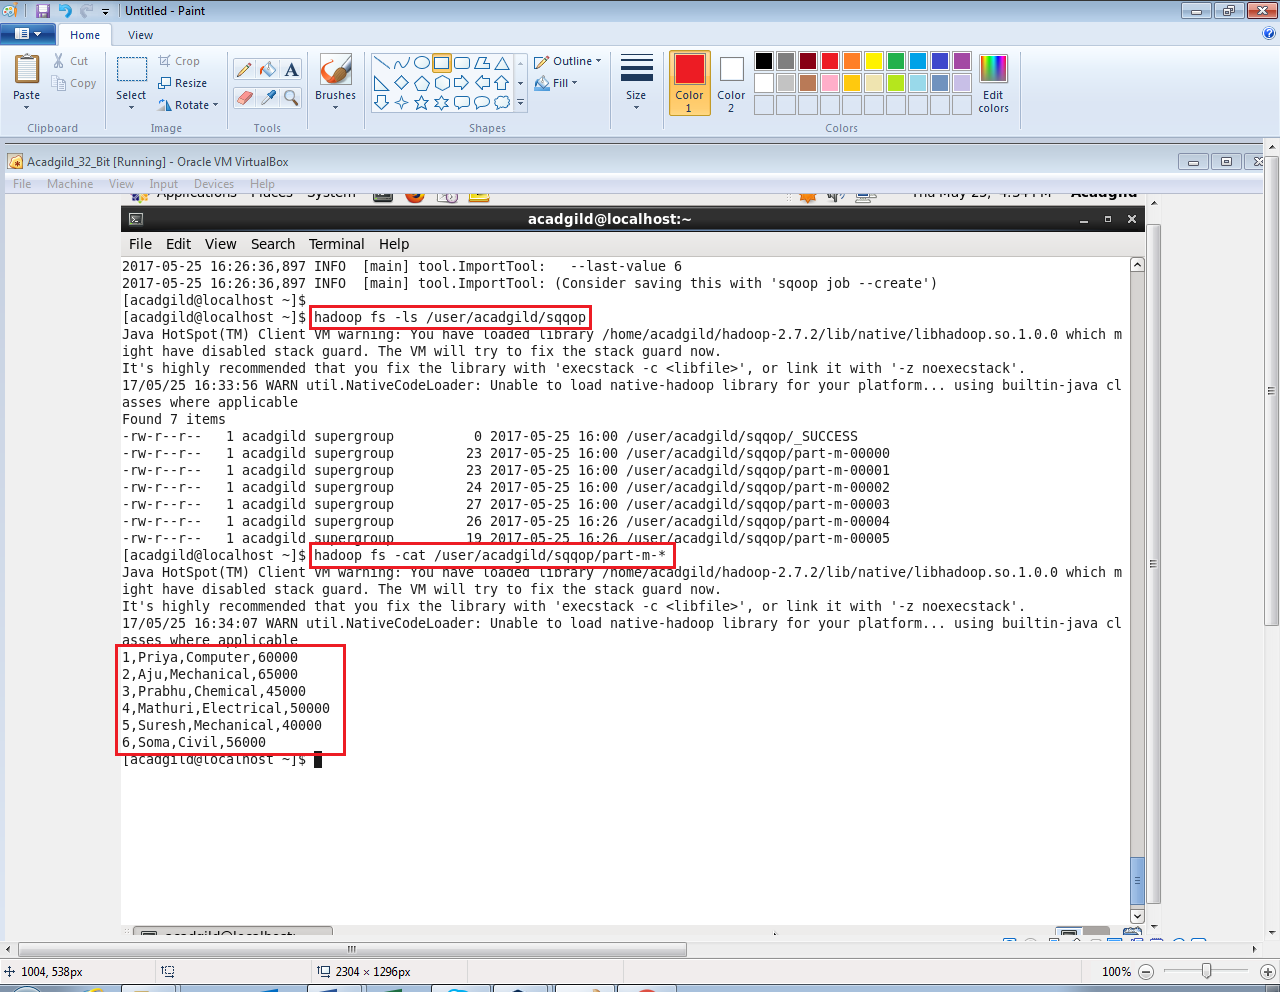 Untitled - Paint
Home
View
Paste
Cut
Copy
Clipboard
Select
Crop
Resize
Rotate
Image
A
Tools
Brushes
Outline
Fill
Shapes
Size
Color
1
Color
2
Edit
colors
Colors
Acadgild_32_Bit [Running] - Oracle VM VirtualBox
File Machine View Input Devices Help
Applications Places System
Thu May 25, 4:34 PM Acadgild
acadgild@localhost:~
File Edit View Search Terminal Help
2017-05-25 16:26:36,897 INFO  [main] tool.ImportTool:   --last-value 6
2017-05-25 16:26:36,897 INFO  [main] tool.ImportTool: (Consider saving this with 'sqoop job --create')
[acadgild@localhost ~]$
[acadgild@localhost ~]$ hadoop fs -ls /user/acadgild/sqqop
Java HotSpot(TM) Client VM warning: You have loaded library /home/acadgild/hadoop-2.7.2/lib/native/libhadoop.so.1.0.0 which m
ight have disabled stack guard. The VM will try to fix the stack guard now.
It's highly recommended that you fix the library with 'execstack -c <libfile>', or link it with '-z noexecstack'.
17/05/25 16:33:56 WARN util.NativeCodeLoader: Unable to load native-hadoop library for your platform... using builtin-java cl
asses where applicable
Found 7 items
-rw-r--r--   1 acadgild supergroup          0 2017-05-25 16:00 /user/acadgild/sqqop/_SUCCESS
-rw-r--r--   1 acadgild supergroup         23 2017-05-25 16:00 /user/acadgild/sqqop/part-m-00000
-rw-r--r--   1 acadgild supergroup         23 2017-05-25 16:00 /user/acadgild/sqqop/part-m-00001
-rw-r--r--   1 acadgild supergroup         24 2017-05-25 16:00 /user/acadgild/sqqop/part-m-00002
-rw-r--r--   1 acadgild supergroup         27 2017-05-25 16:00 /user/acadgild/sqqop/part-m-00003
-rw-r--r--   1 acadgild supergroup         26 2017-05-25 16:26 /user/acadgild/sqqop/part-m-00004
-rw-r--r--   1 acadgild supergroup         19 2017-05-25 16:26 /user/acadgild/sqqop/part-m-00005
[acadgild@localhost ~]$ hadoop fs -cat /user/acadgild/sqqop/part-m-*
Java HotSpot(TM) Client VM warning: You have loaded library /home/acadgild/hadoop-2.7.2/lib/native/libhadoop.so.1.0.0 which m
ight have disabled stack guard. The VM will try to fix the stack guard now.
It's highly recommended that you fix the library with 'execstack -c <libfile>', or link it with '-z noexecstack'.
17/05/25 16:34:07 WARN util.NativeCodeLoader: Unable to load native-hadoop library for your platform... using builtin-java cl
asses where applicable
1,Priya,Computer,60000
2,Aju,Mechanical,65000
3,Prabhu,Chemical,45000
4,Mathuri,Electrical,50000
5,Suresh,Mechanical,40000
6,Soma,Civil,56000
[acadgild@localhost ~]$
acadgild@localhost:
1004, 538px
2304 × 1296px
100%